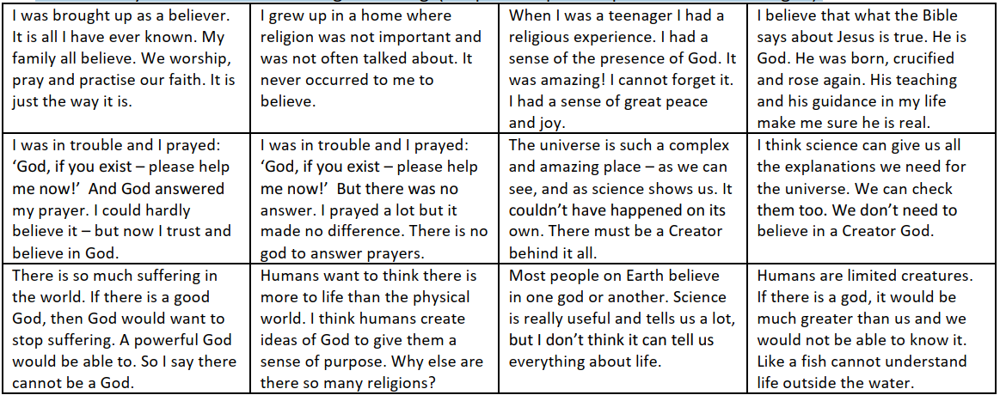 I was brought up as a believer.
It is all I have ever known. My
family all believe. We worship,
pray and practise our faith. It is
just the way it is.
I grew up in a home where
religion was not important and
was not often talked about. It
never occurred to me to
believe.
When I was a teenager I had a
religious experience. I had a
sense of the presence of God. It
was amazing! I cannot forget it.
I had a sense of great peace
and joy.
I believe that what the Bible
says about Jesus is true. He is
God. He was born, crucified
and rose again. His teaching
and his guidance in my life
make me sure he is real.
I was in trouble and I prayed:
‘God, if you exist – please help
me now!’  And God answered
my prayer. I could hardly
believe it – but now I trust and
believe in God.
I was in trouble and I prayed:
‘God, if you exist – please help
me now!’  But there was no
answer. I prayed a lot but it
made no difference. There is no
god to answer prayers.
The universe is such a complex
and amazing place – as we can
see, and as science shows us. It
couldn’t have happened on its
own. There must be a Creator
behind it all.
I think science can give us all
the explanations we need for
the universe. We can check
them too. We don’t need to
believe in a Creator God.
There is so much suffering in
the world. If there is a good
God, then God would want to
stop suffering. A powerful God
would be able to. So I say there
cannot be a God.
Humans want to think there is
more to life than the physical
world. I think humans create
ideas of God to give them a
sense of purpose. Why else are
there so many religions?
Most people on Earth believe
in one god or another. Science
is really useful and tells us a lot,
but I don’t think it can tell us
everything about life.
Humans are limited creatures.
If there is a god, it would be
much greater than us and we
would not be able to know it.
Like a fish cannot understand
life outside the water.